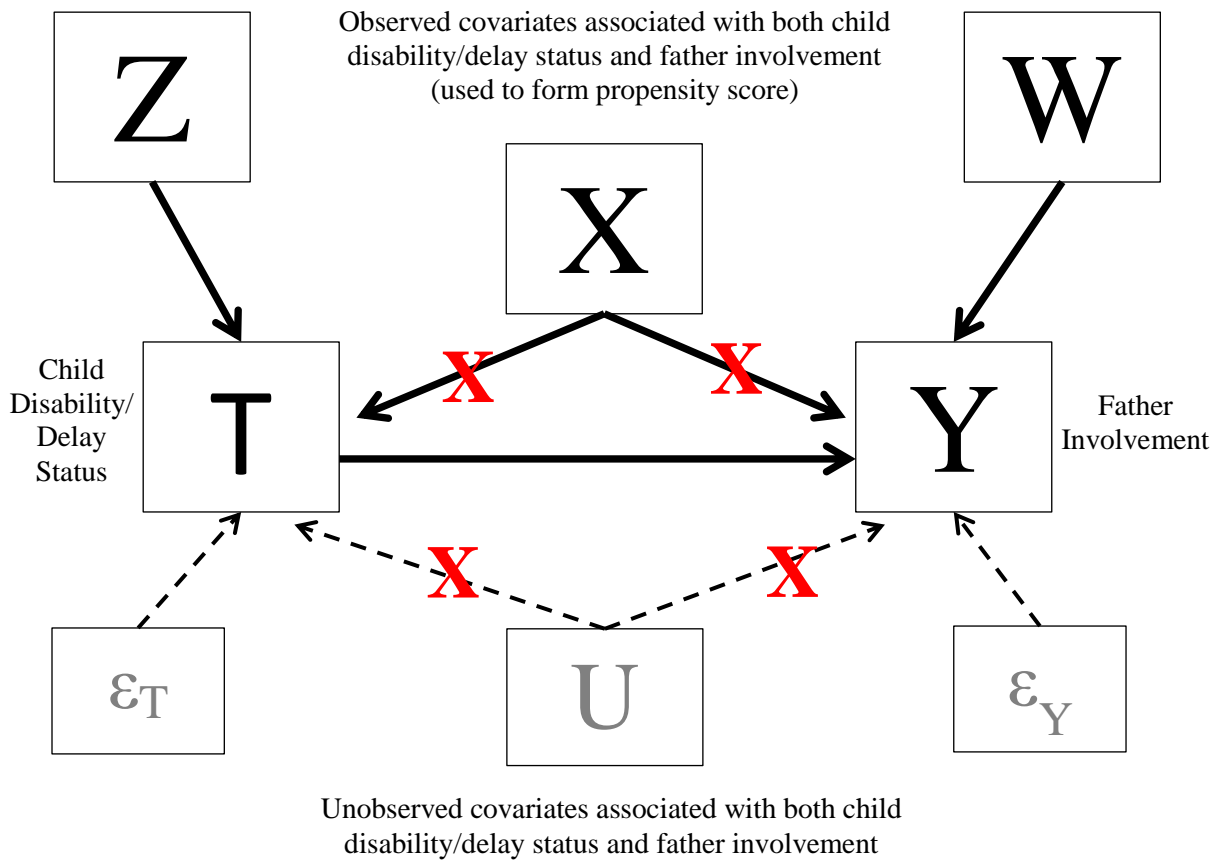 Observed covariates associated with both child
disability/delay status and father involvement
(used to form propensity score)
Z
W
X
X
X
Child
Disability/
Delay
Status
T
Y
Father
Involvement
X
X
εT
U
εY
Unobserved covariates associated with both child
disability/delay status and father involvement